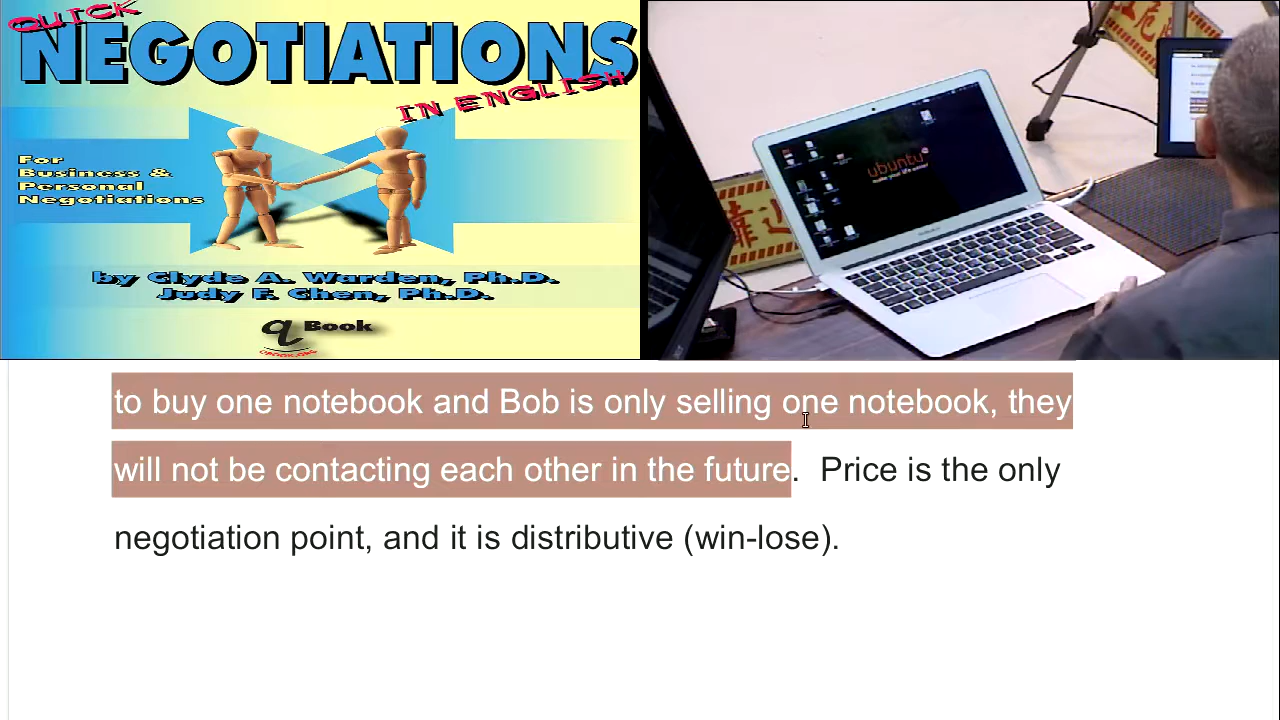 QUICK
NEGOTIATIONS
IN ENGLISH
For
Business &
Personal
Negotiations
by Clyde A. Warden, Ph.D.
Judy F. Chen, Ph.D.
q Book
ubuntu
to buy one notebook and Bob is only selling one notebook, they
will not be contacting each other in the future. Price is the only
negotiation point, and it is distributive (win-lose).